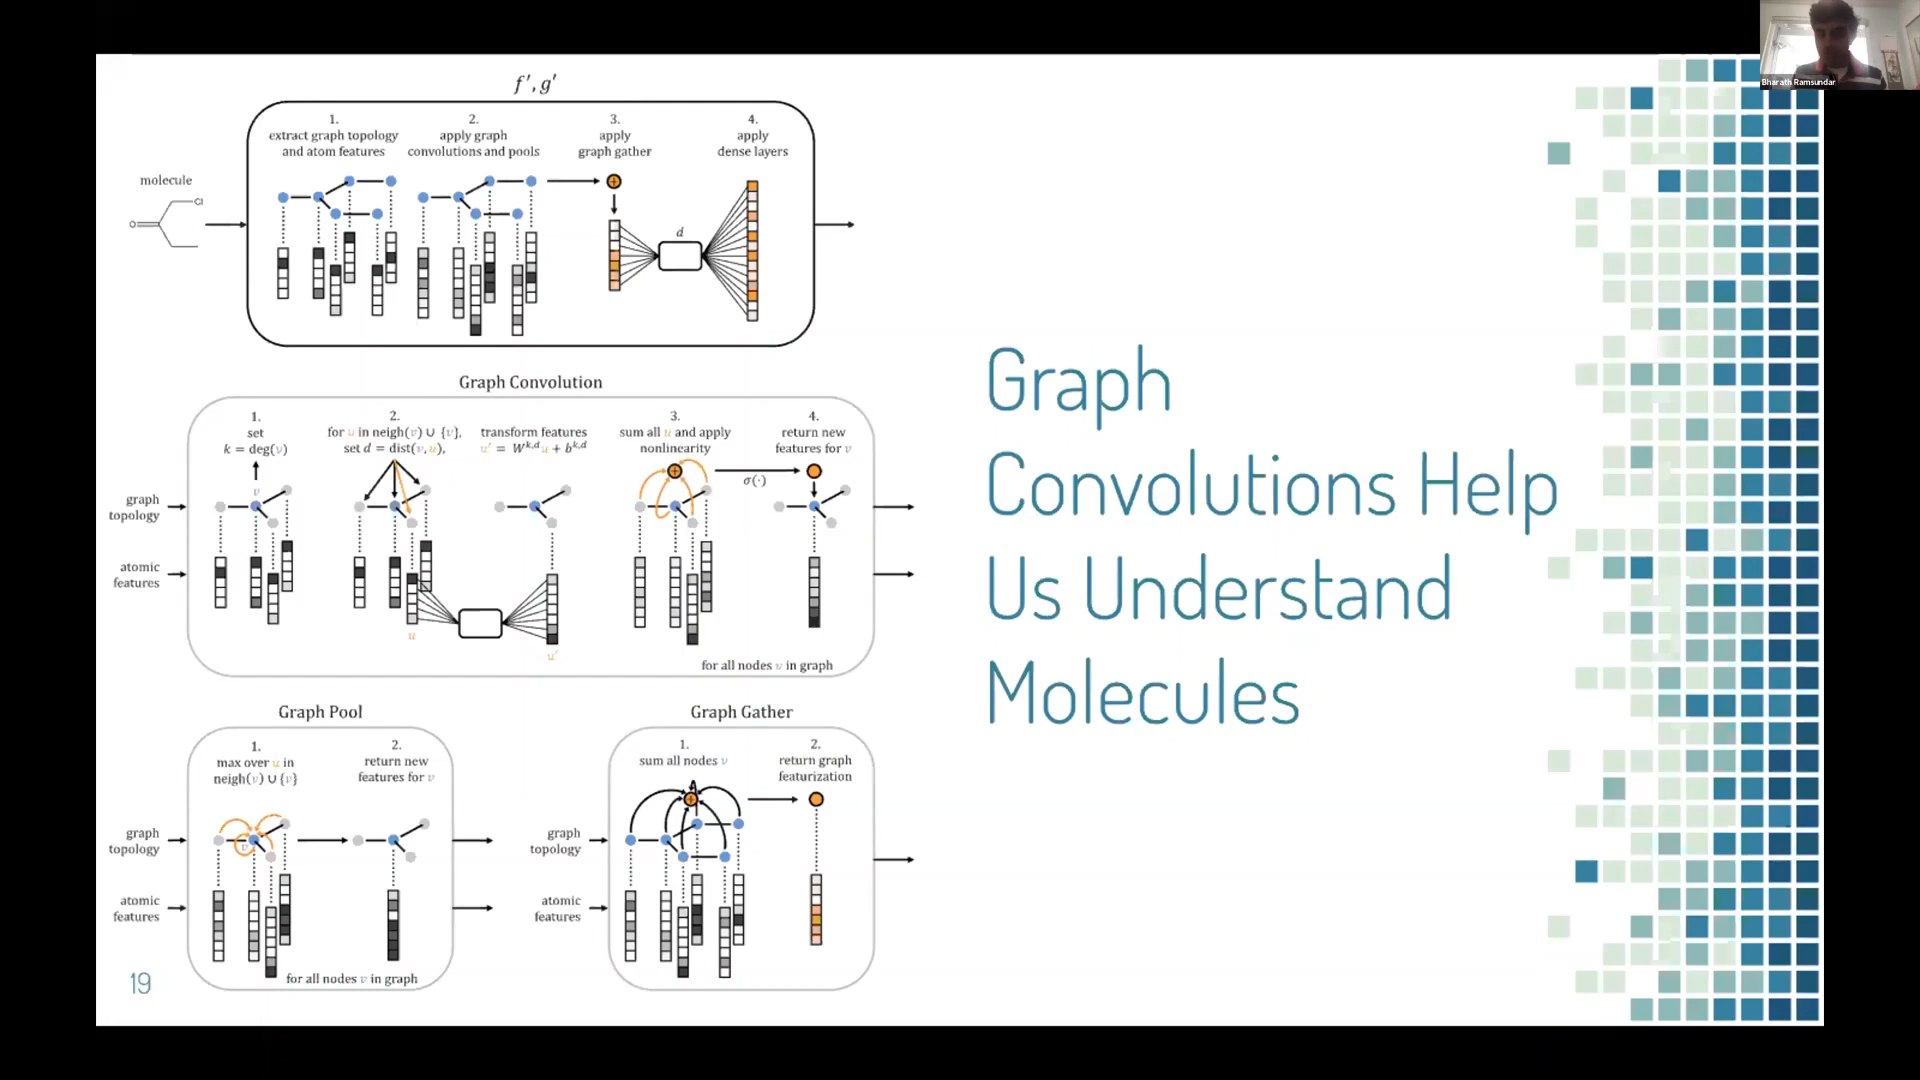 Bharath Ramsundar
f′, g′
1.
extract graph topology
and atom features
2.
apply graph
convolutions and pools
3.
apply
graph gather
4.
apply
dense layers
molecule
O
Cl
d
Graph Convolution
1.
set
k = deg(v)
2.
for u in neigh(v) ∪ {v},
set d = dist(v, u),
transform features
u′ = W^{k,d}u + b^{k,d}
3.
sum all u and apply
nonlinearity
4.
return new
features for v
σ(·)
v
graph
topology
atomic
features
u
u′
for all nodes v in graph
Graph Pool
1.
max over u in
neigh(v) ∪ {v}
2.
return new
features for v
graph
topology
v
atomic
features
for all nodes v in graph
Graph Gather
1.
sum all nodes v
2.
return graph
featurization
graph
topology
atomic
features
Graph
Convolutions Help
Us Understand
Molecules
19